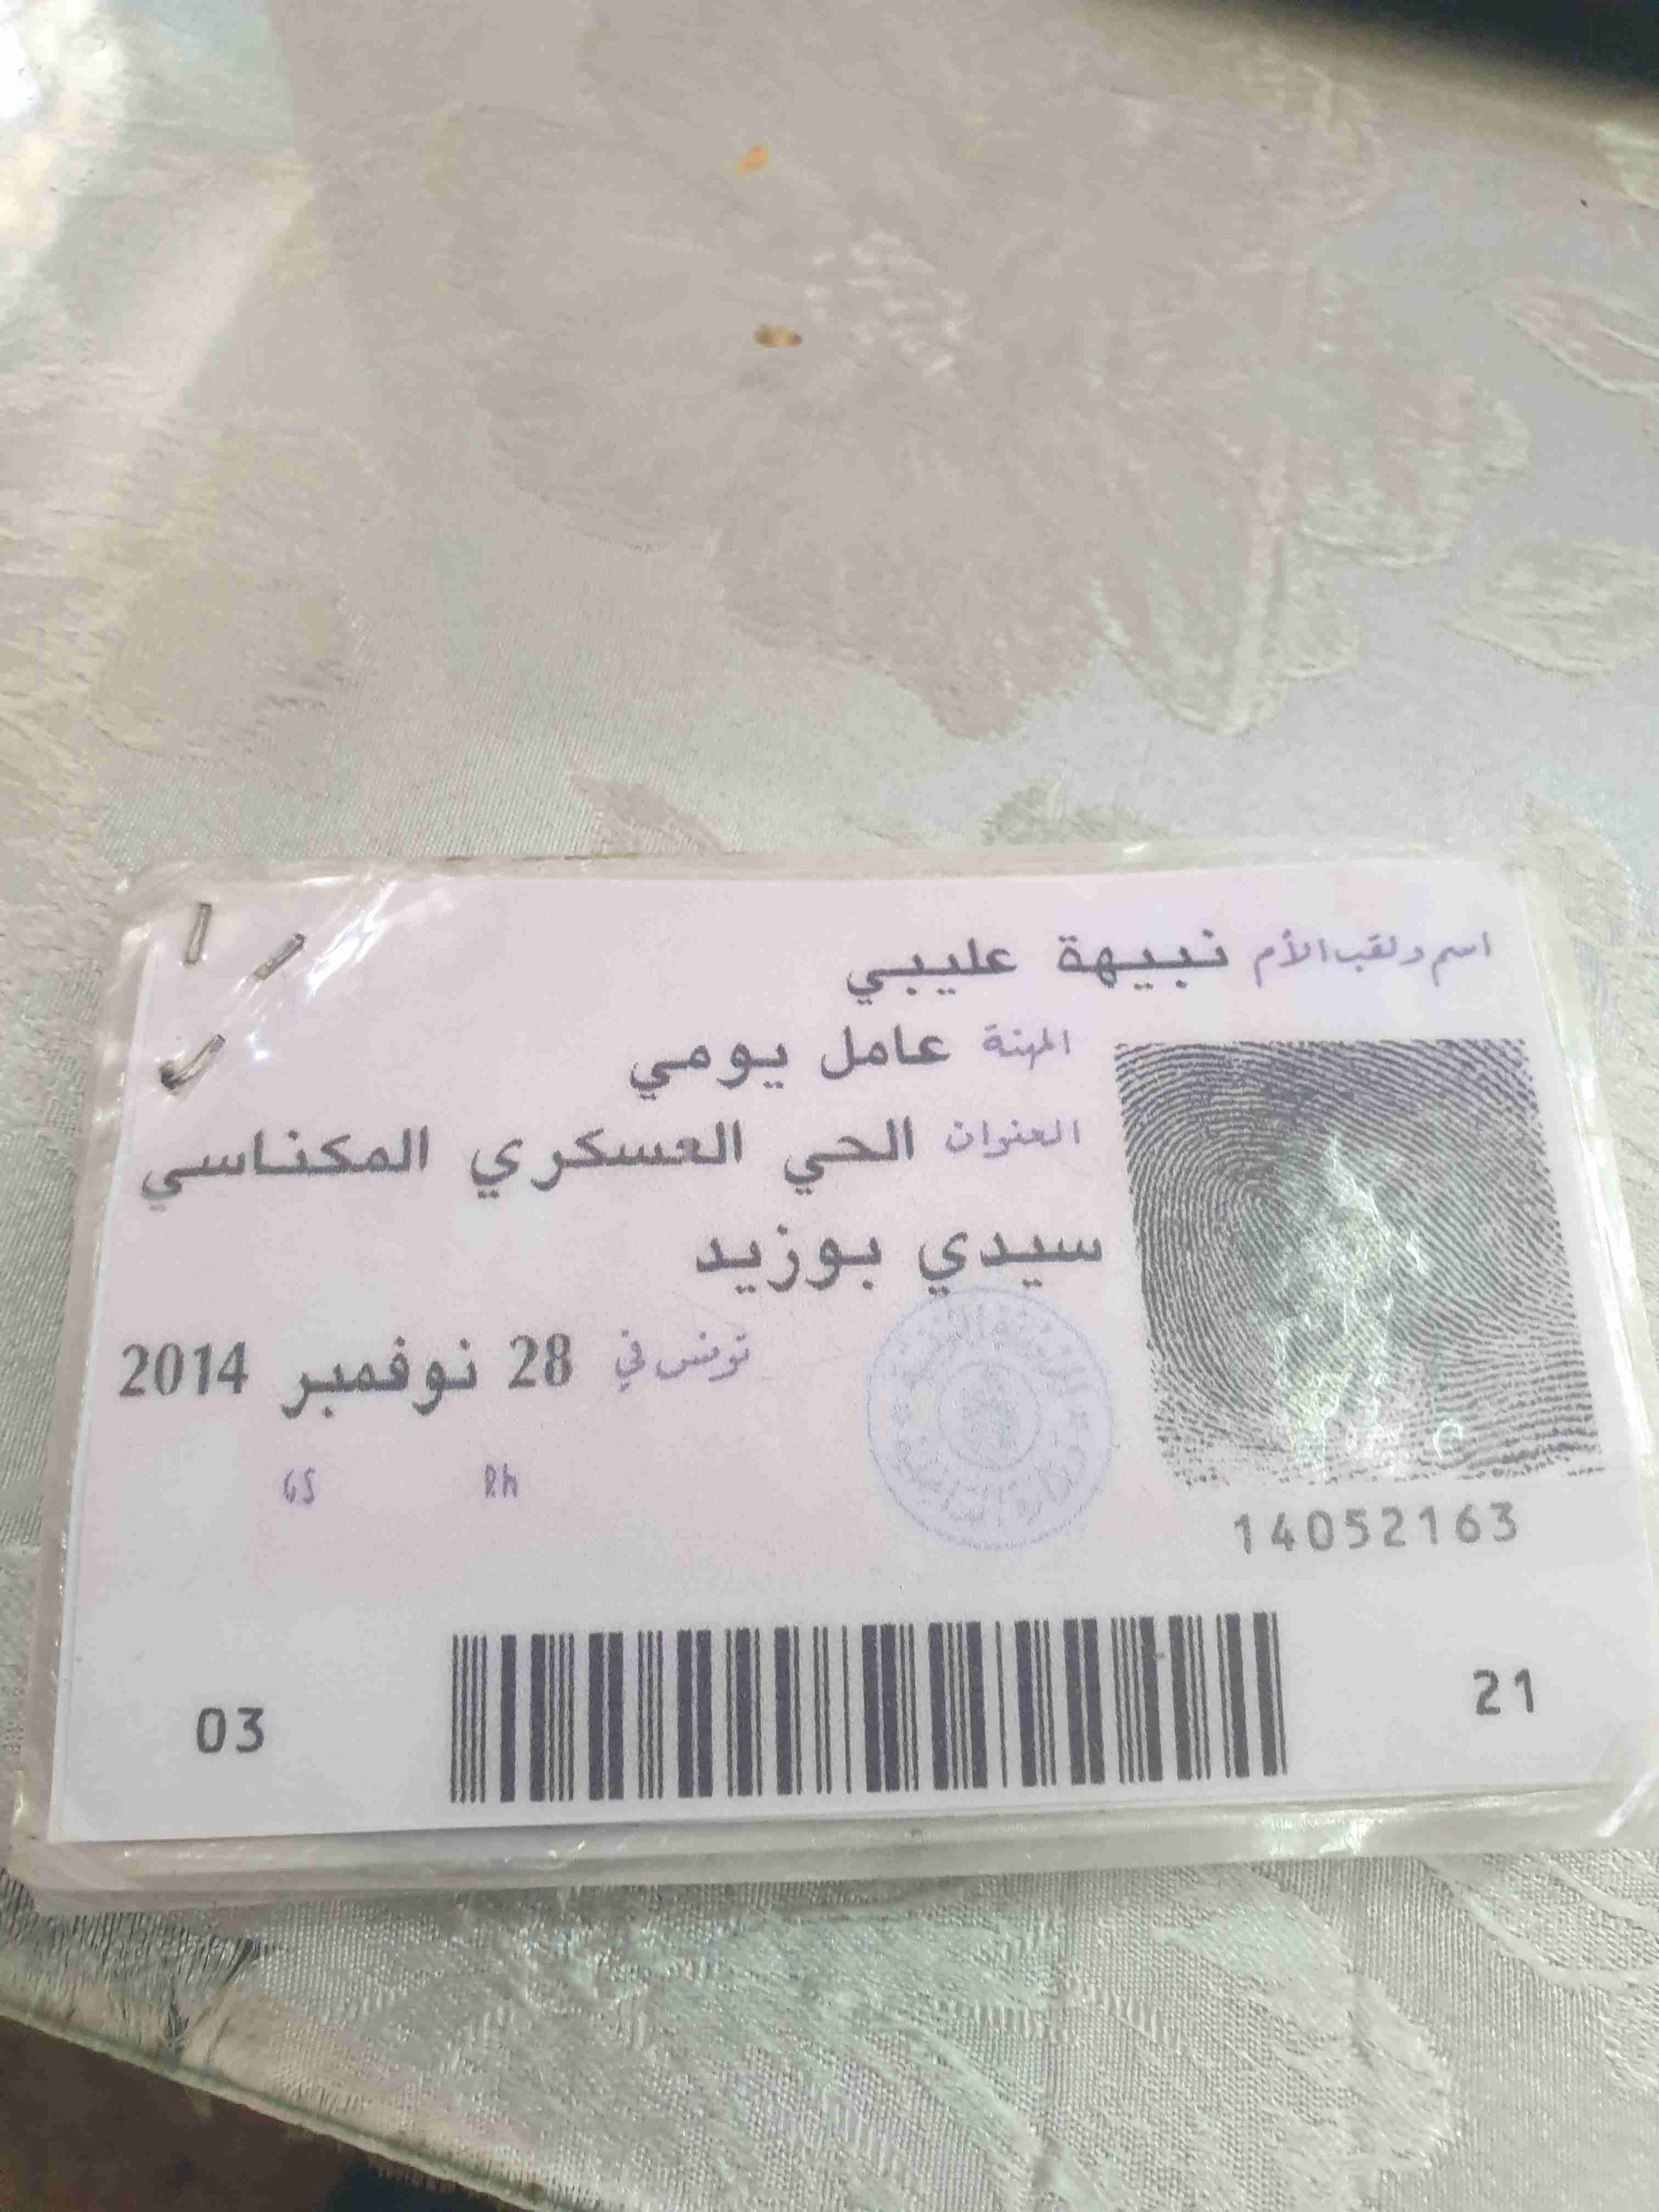 اسم ولقب الأم نبيهة عليبي
المهنة عامل يومي
العنوان الحي العسكري المكناسي
سيدي بوزيد
تونس في 28 نوفمبر 2014
GS Rh
14052163
03 21